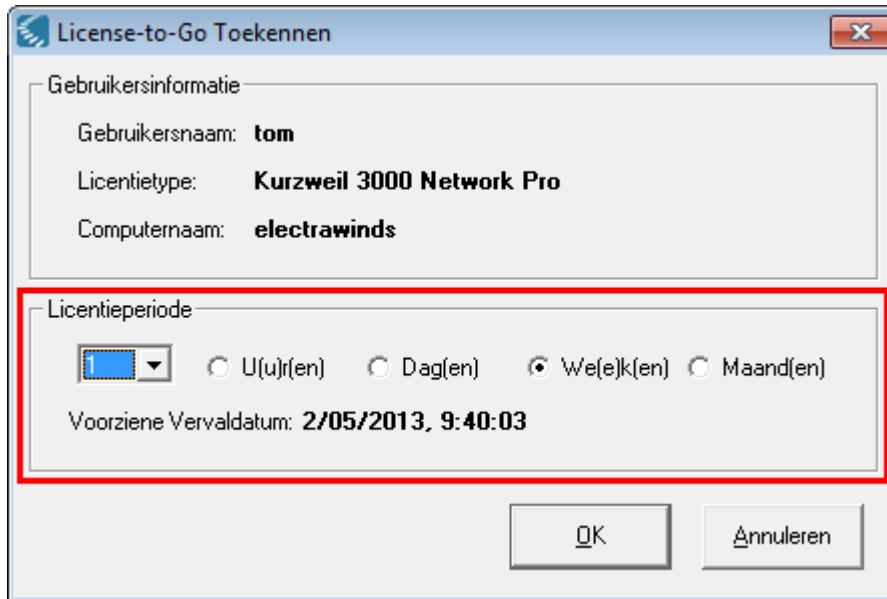 License-to-Go Toekennen
Gebruikersinformatie
Gebruikersnaam: tom
Licentietype: Kurzweil 3000 Network Pro
Computernaam: electrawinds
Licentieperiode
1 U(u)r(en) Dag(en) We(e)k(en) Maand(en)
Voorziene Vervaldatum: 2/05/2013, 9:40:03
OK Annuleren